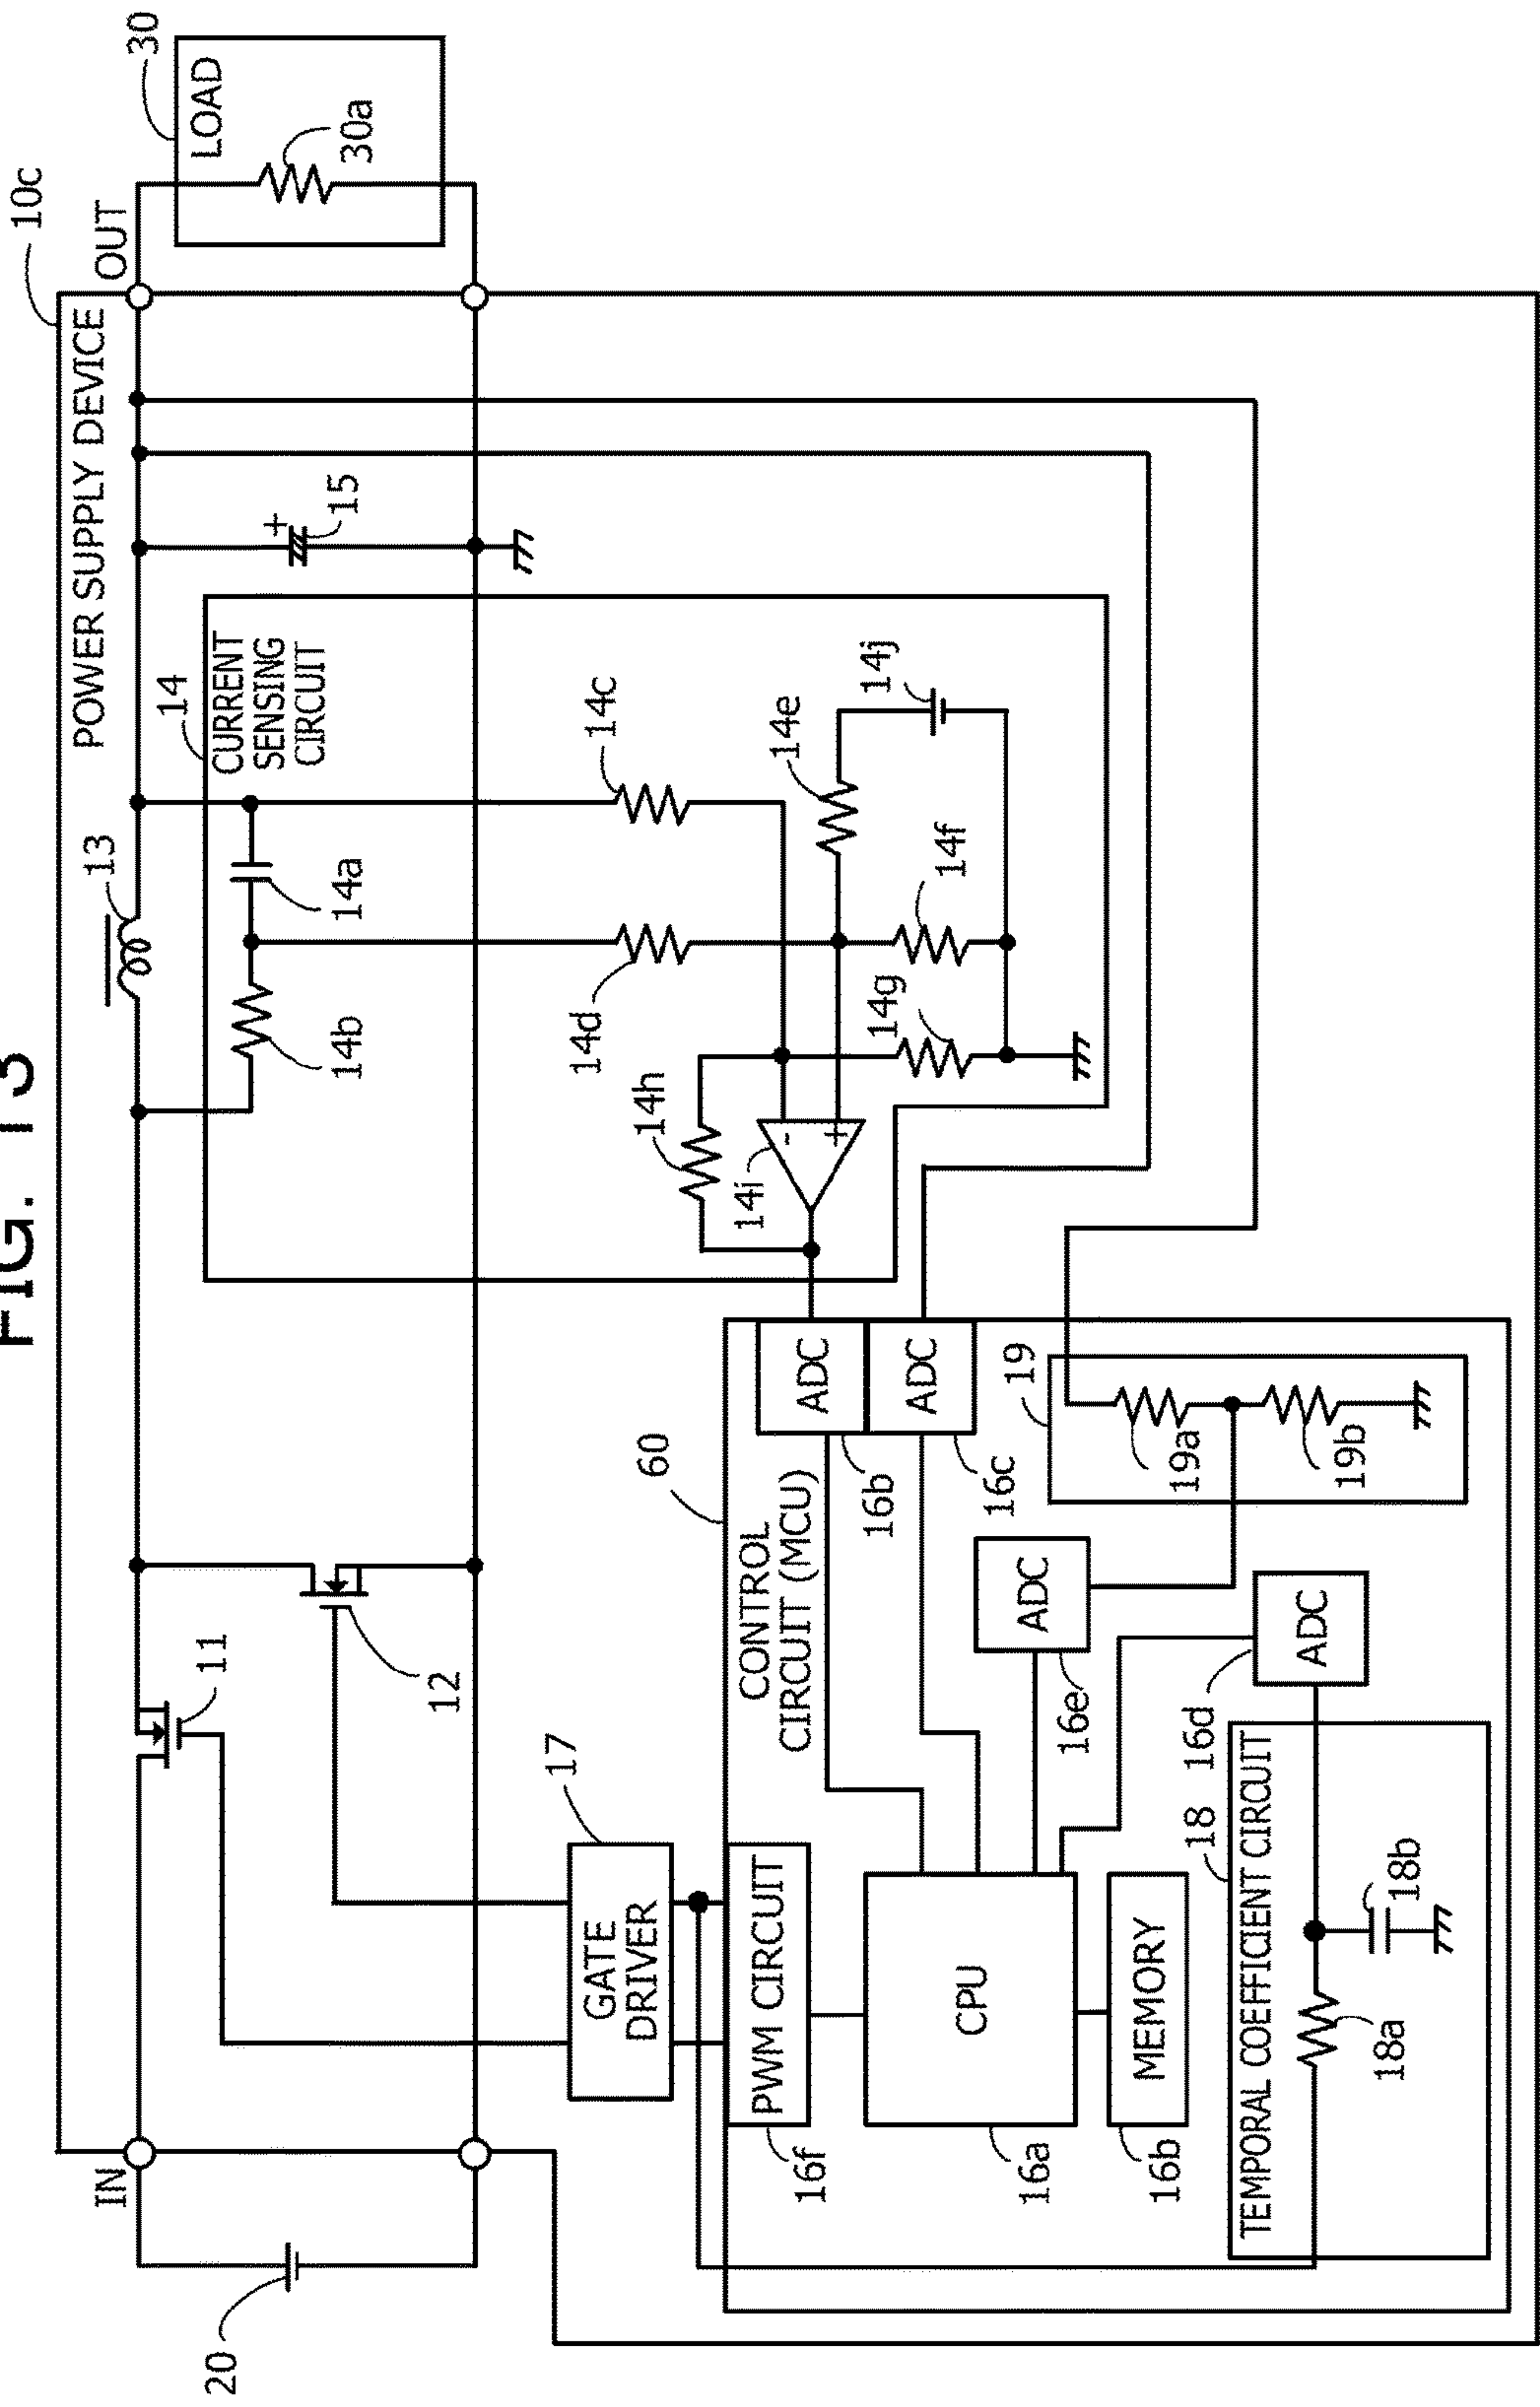 FIG. 13
10c
POWER SUPPLY DEVICE
IN
OUT
20
11
12
13
14
CURRENT
SENSING
CIRCUIT
14a
14b
14c
14d
14e
14f
14g
14h
14i
14j
-
+
15
+
30
LOAD
30a
17
GATE
DRIVER
60
CONTROL
CIRCUIT (MCU)
PWM CIRCUIT
16f
CPU
16a
MEMORY
16b
ADC
16b
ADC
16c
ADC
16e
ADC
16d
19
19a
19b
18
TEMPORAL COEFFICIENT CIRCUIT
18a
18b